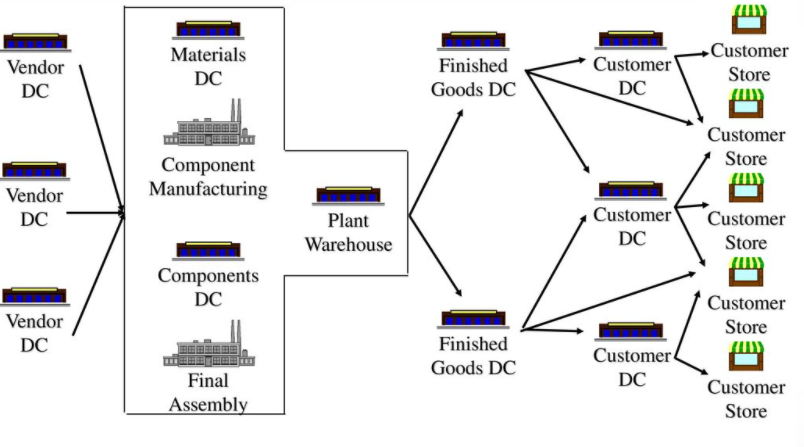 Vendor
DC
Vendor
DC
Vendor
DC
Materials
DC
Component
Manufacturing
Components
DC
Final
Assembly
Plant
Warehouse
Finished
Goods DC
Finished
Goods DC
Customer
DC
Customer
DC
Customer
DC
Customer
Store
Customer
Store
Customer
Store
Customer
Store
Customer
Store